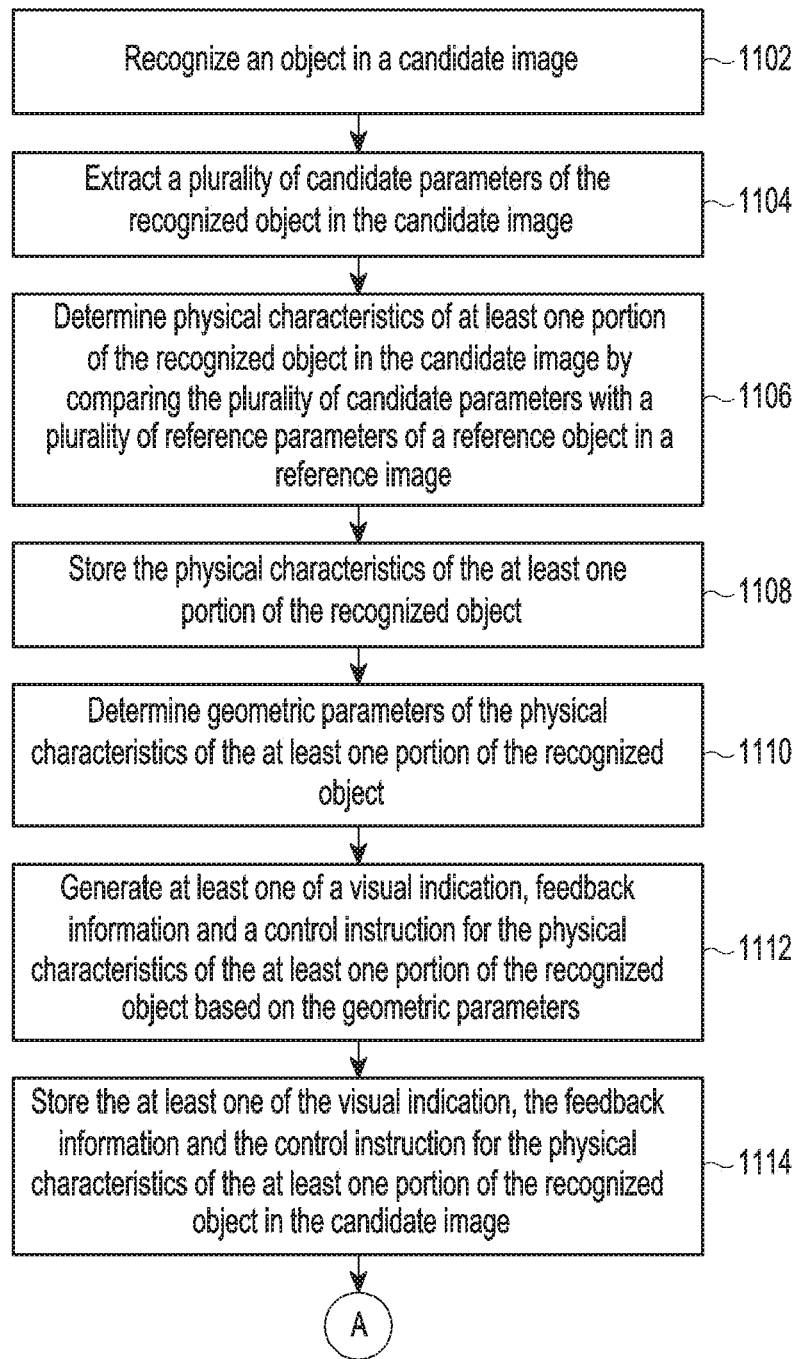 Recognize an object in a candidate image
1102
Extract a plurality of candidate parameters of the
recognized object in the candidate image
1104
Determine physical characteristics of at least one portion
of the recognized object in the candidate image by
comparing the plurality of candidate parameters with a
plurality of reference parameters of a reference object in a
reference image
1106
Store the physical characteristics of the at least one
portion of the recognized object
1108
Determine geometric parameters of the physical
characteristics of the at least one portion of the recognized
object
1110
Generate at least one of a visual indication, feedback
information and a control instruction for the physical
characteristics of the at least one portion of the recognized
object based on the geometric parameters
1112
Store the at least one of the visual indication, the feedback
information and the control instruction for the physical
characteristics of the at least one portion of the recognized
object in the candidate image
1114
A